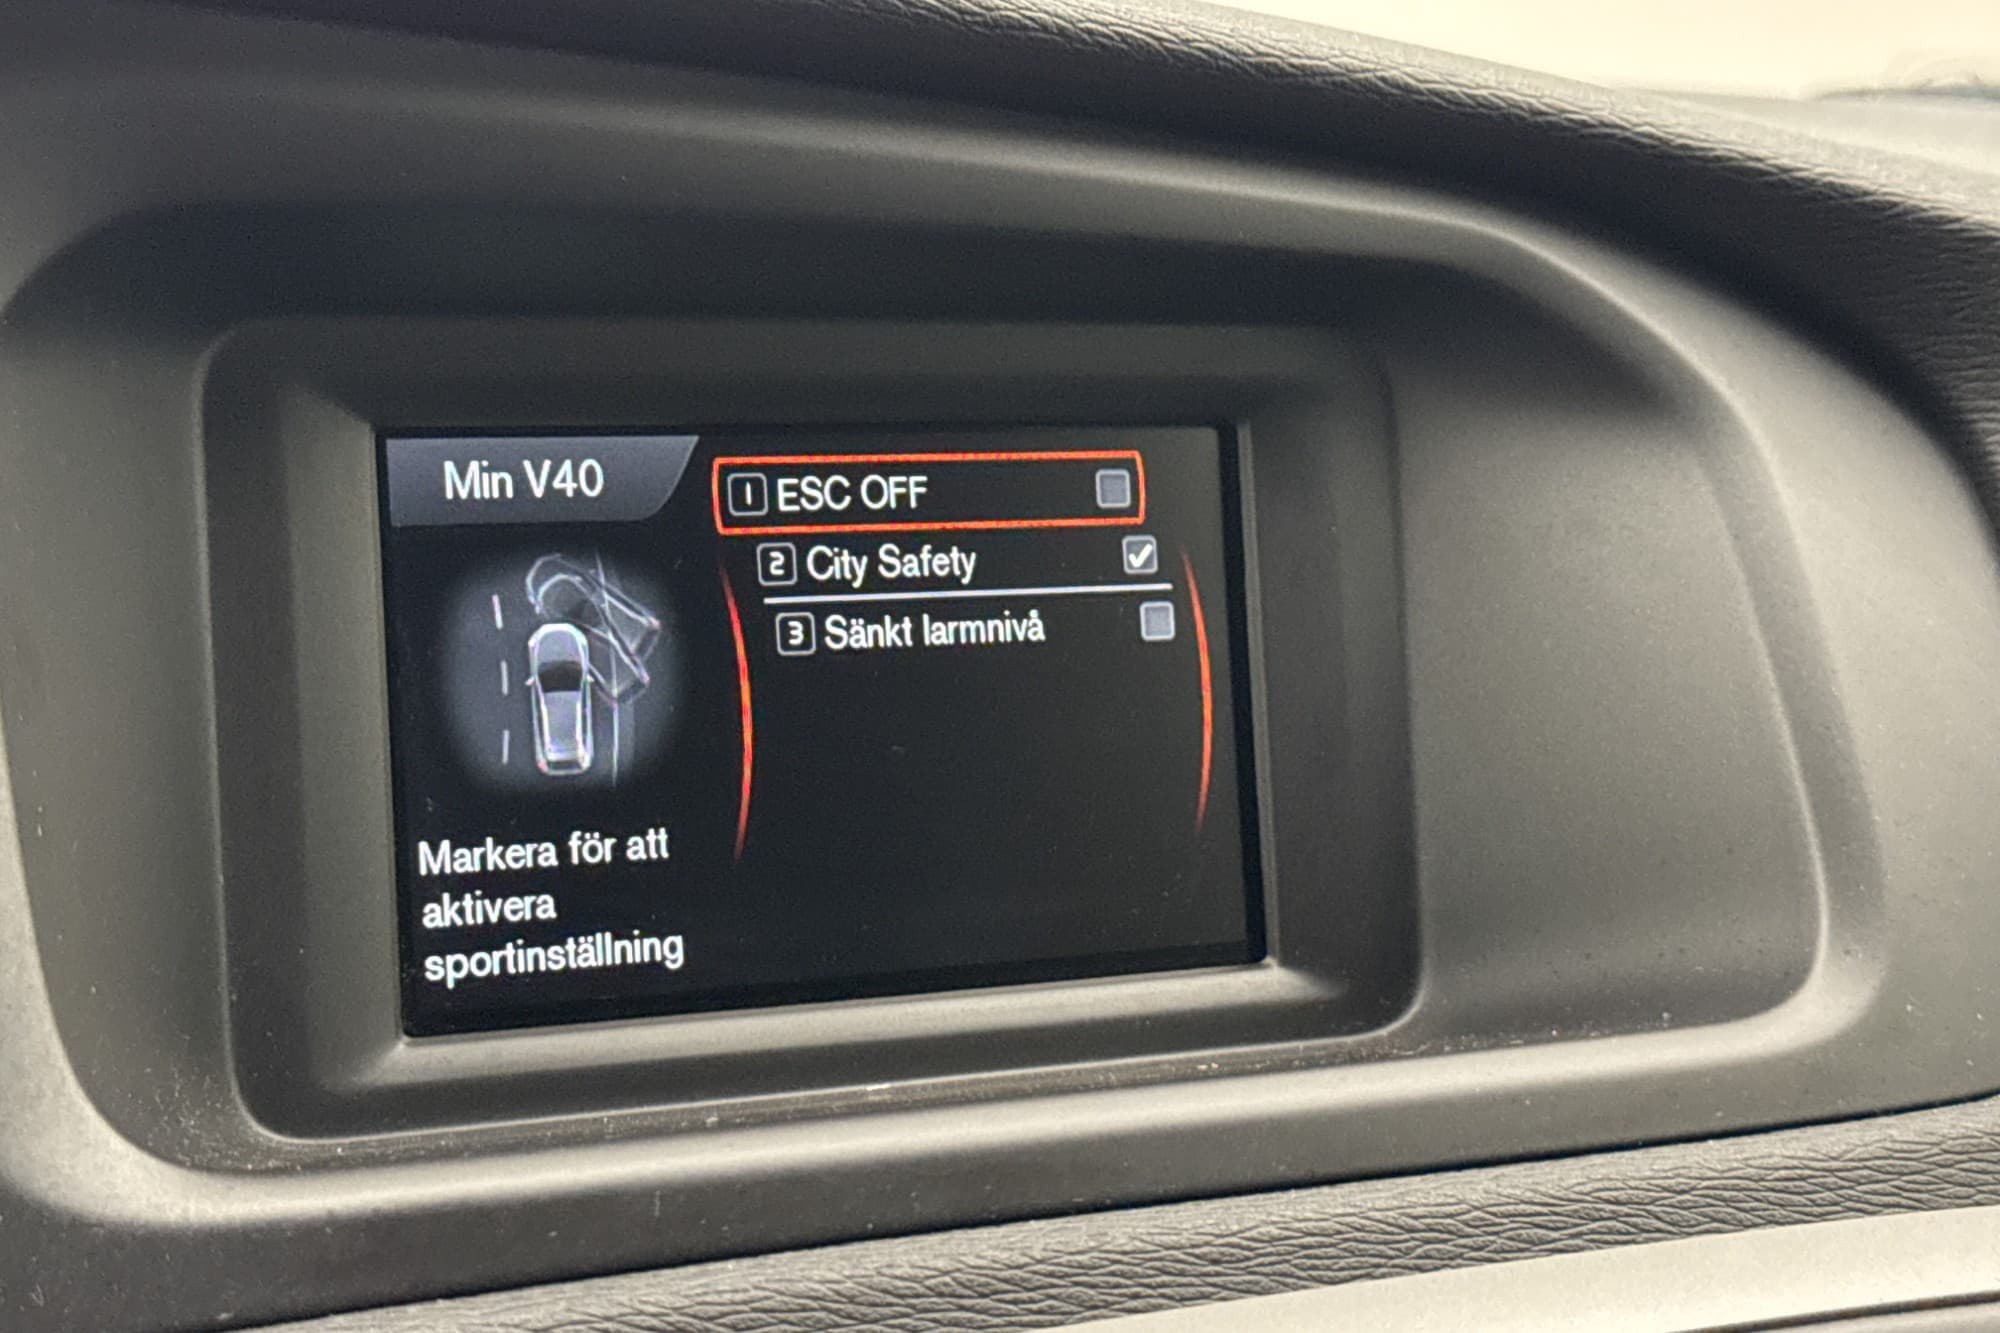 Min V40
1 ESC OFF
2 City Safety
3 Sänkt larmnivå
Markera för att
aktivera
sportinställning